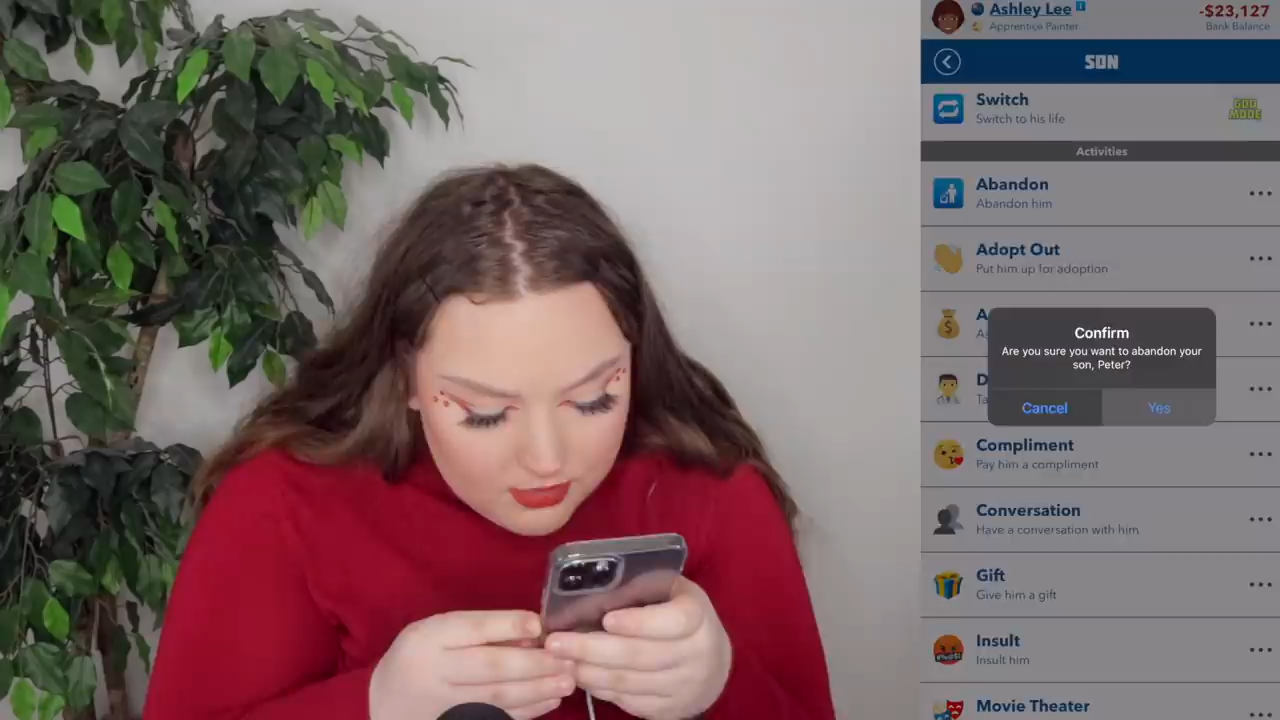 Ashley Lee
Apprentice Painter
-$23,127
Bank Balance
SON
Switch
Switch to his life
GOD
MODE
Activities
Abandon
Abandon him
Adopt Out
Put him up for adoption
Confirm
Are you sure you want to abandon your
son, Peter?
Cancel
Yes
Compliment
Pay him a compliment
Conversation
Have a conversation with him
Gift
Give him a gift
Insult
Insult him
Movie Theater